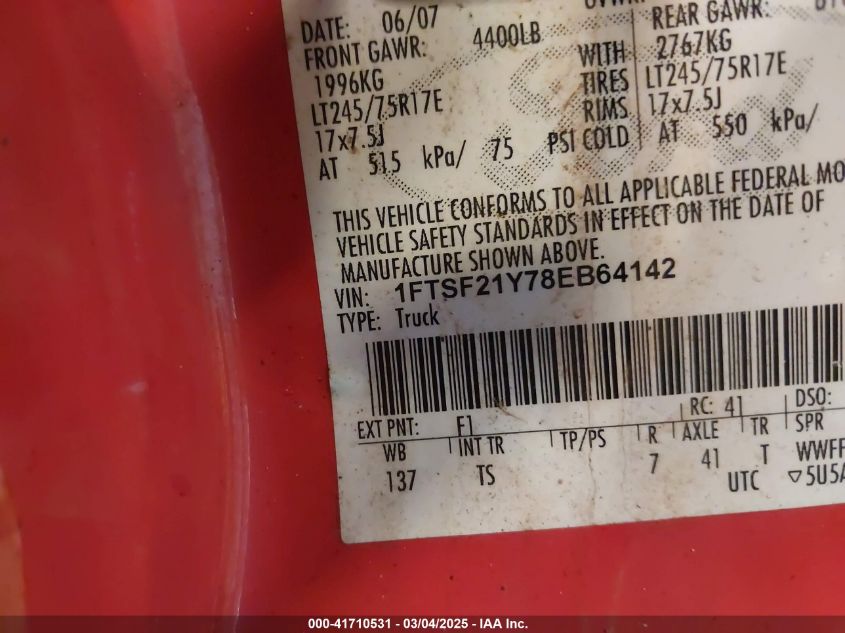 DATE: 06/07
FRONT GAWR: 4400LB
1996KG
LT245/75R17E
17x7.5J
AT 515 kPa/ 75 PSI COLD
REAR GAWR:
WITH 2767KG
TIRES LT245/75R17E
RIMS 17x7.5J
AT 550 kPa/
THIS VEHICLE CONFORMS TO ALL APPLICABLE FEDERAL MO
VEHICLE SAFETY STANDARDS IN EFFECT ON THE DATE OF
MANUFACTURE SHOWN ABOVE.
VIN: 1FTSF21Y78EB64142
TYPE: Truck
EXT PNT: F1 RC: 41 DSO:
WB INT TR TP/PS R AXLE TR SPR
137 TS 7 41 T WWFF
UTC ▽5U5A
000-41710531 - 03/04/2025 - IAA Inc.